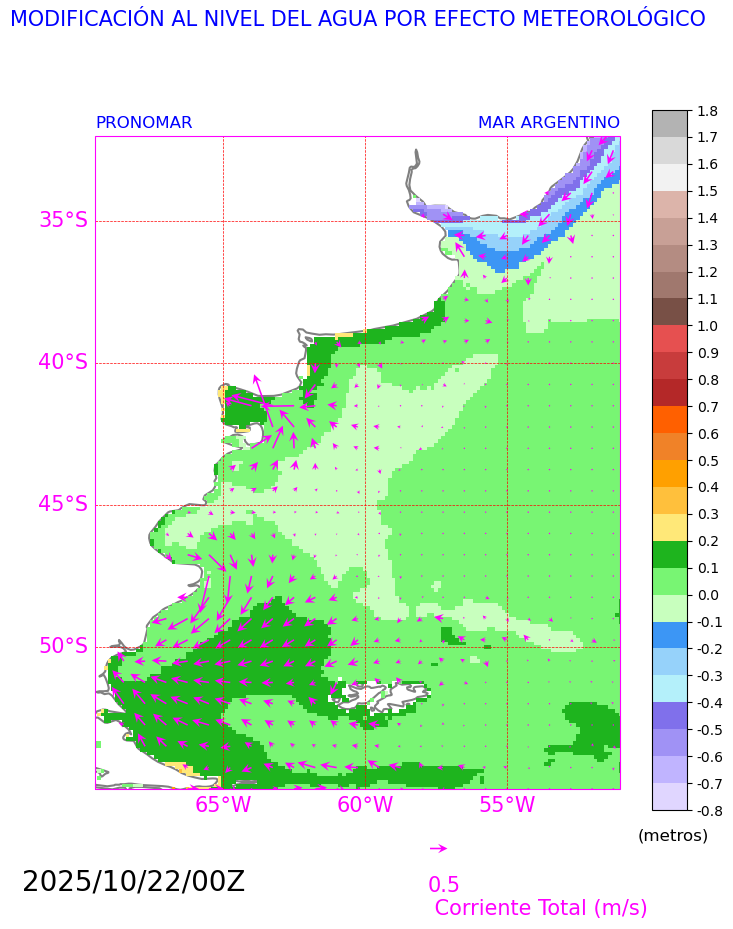 MODIFICACIÓN AL NIVEL DEL AGUA POR EFECTO METEOROLÓGICO
PRONOMAR MAR ARGENTINO
1.8
1.7
1.6
1.5
1.4
1.3
1.2
1.1
1.0
0.9
0.8
0.7
0.6
0.5
0.4
0.3
0.2
0.1
0.0
-0.1
-0.2
-0.3
-0.4
-0.5
-0.6
-0.7
-0.8
(metros)
35°S
40°S
45°S
50°S
65°W 60°W 55°W
2025/10/22/00Z
0.5
Corriente Total (m/s)